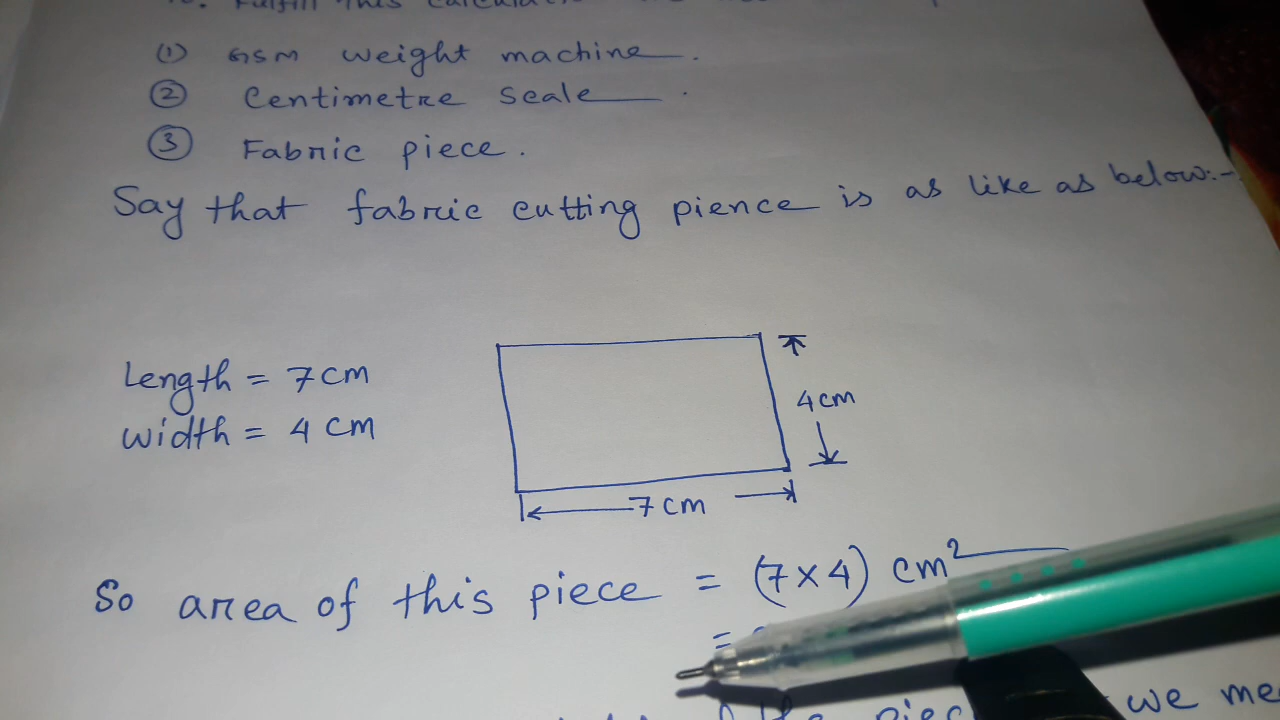 Fulfill this
(1) GSM weight machine.
(2) Centimetre scale.
(3) Fabric piece.
Say that fabric cutting pience is as like as below:-
Length = 7 cm
width = 4 cm
4 cm
7 cm
So area of this piece = (7×4) cm²
=
we